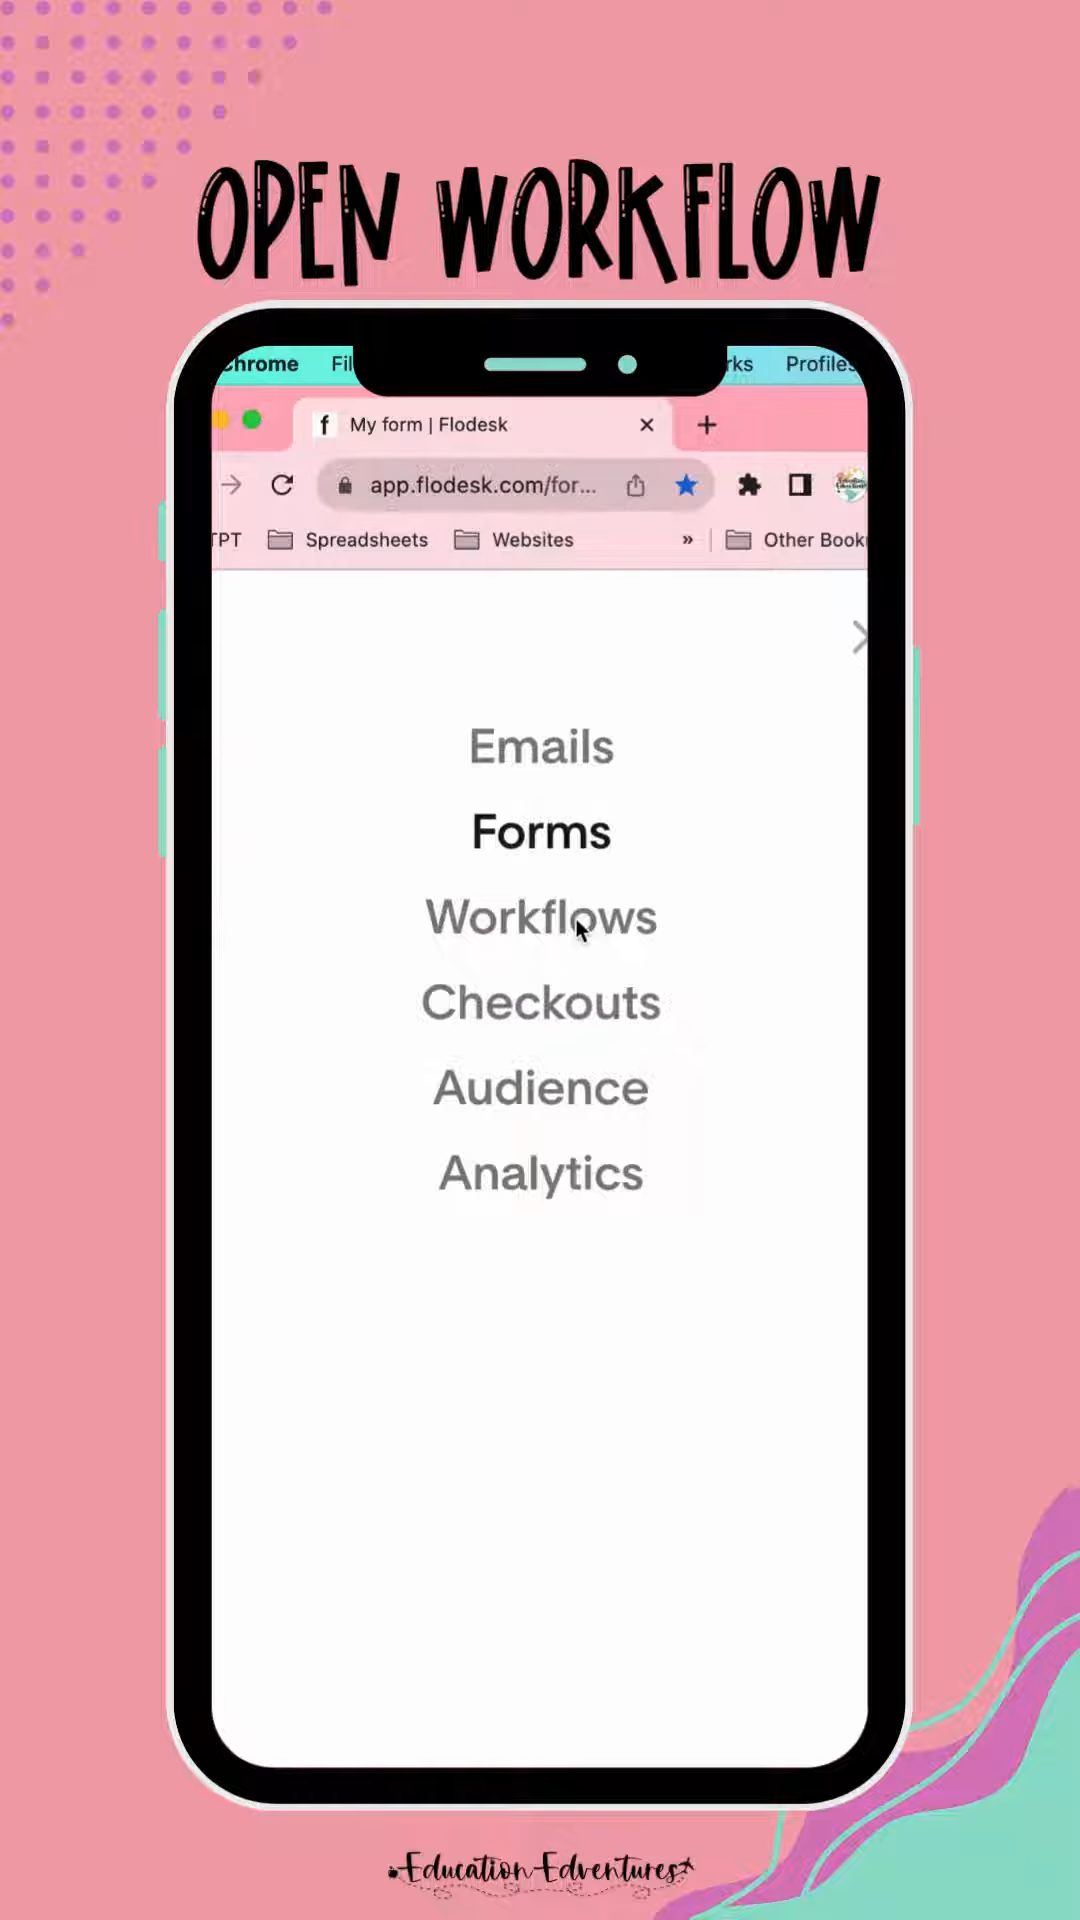 OPEN WORKFLOW
Chrome Fil rks Profiles
f My form | Flodesk
app.flodesk.com/for...
TPT Spreadsheets Websites » Other Book
Emails
Forms
Workflows
Checkouts
Audience
Analytics
Education Edventures